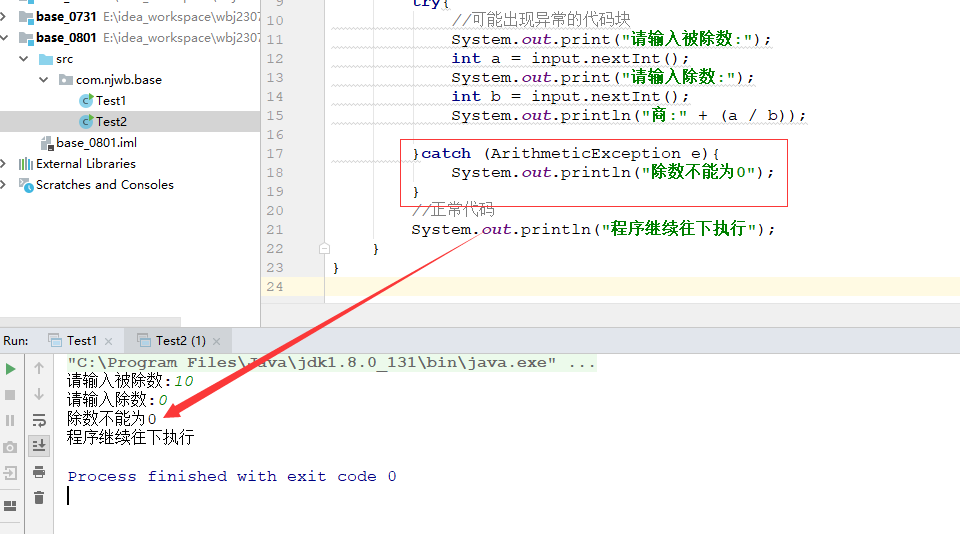 base_0731 E:\idea_workspace\wbj2307
base_0801 E:\idea_workspace\wbj2307
src
com.njwb.base
Test1
Test2
base_0801.iml
External Libraries
Scratches and Consoles
9 try{
10 //可能出现异常的代码块
11 System.out.print("请输入被除数:");
12 int a = input.nextInt();
13 System.out.print("请输入除数:");
14 int b = input.nextInt();
15 System.out.println("商:" + (a / b));
16
17 }catch (ArithmeticException e){
18 System.out.println("除数不能为0");
19 }
20 //正常代码
21 System.out.println("程序继续往下执行");
22 }
23 }
24
Run: Test1 × Test2 (1) ×
"C:\Program Files\Java\jdk1.8.0_131\bin\java.exe" ...
请输入被除数:10
请输入除数:0
除数不能为0
程序继续往下执行
Process finished with exit code 0